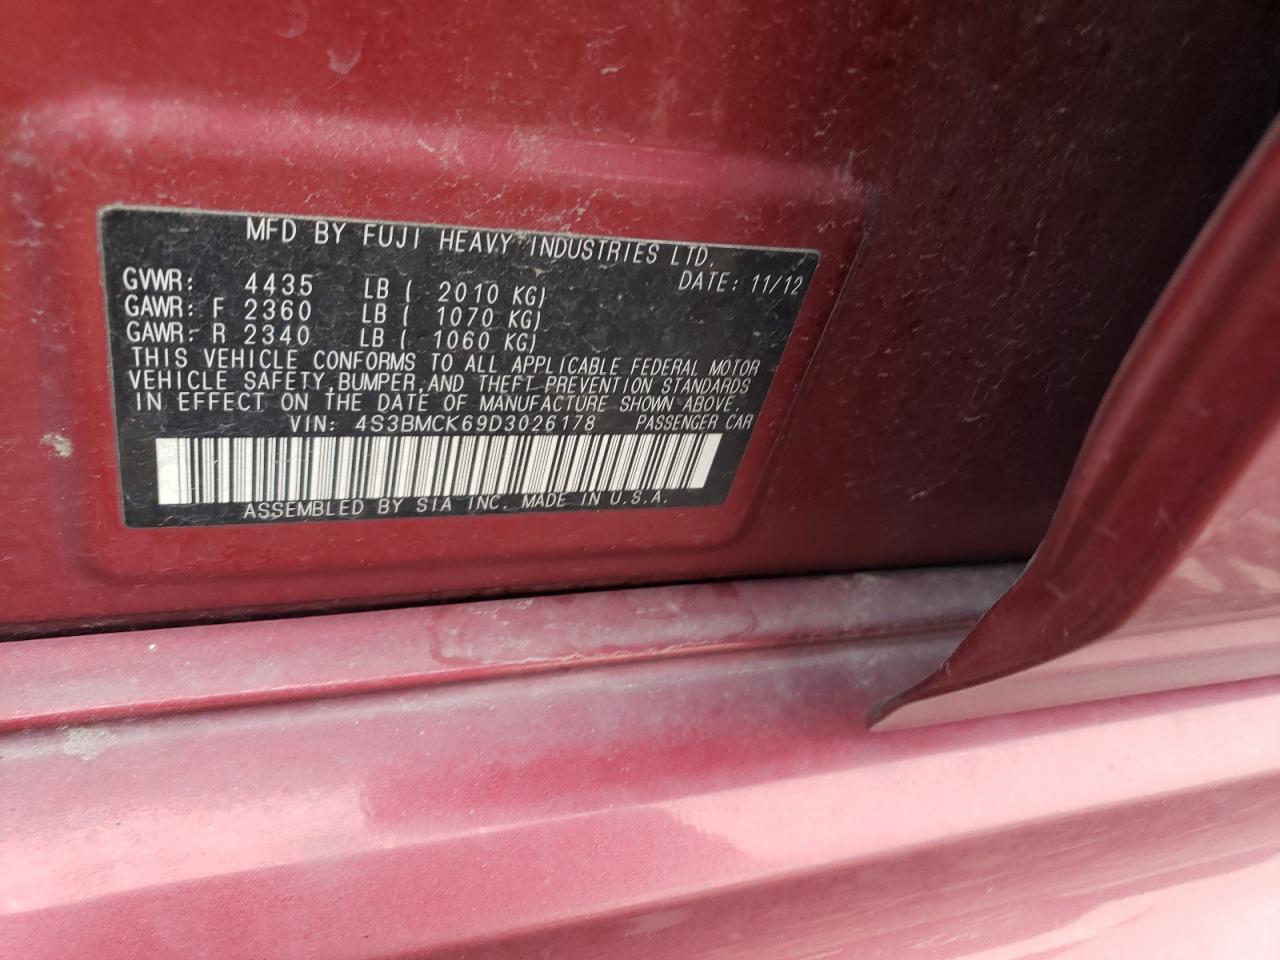 MFD BY FUJI HEAVY INDUSTRIES LTD.
DATE: 11/12
GVWR: 4435 LB ( 2010 KG)
GAWR: F 2360 LB ( 1070 KG)
GAWR: R 2340 LB ( 1060 KG)
THIS VEHICLE CONFORMS TO ALL APPLICABLE FEDERAL MOTOR
VEHICLE SAFETY, BUMPER, AND THEFT PREVENTION STANDARDS
IN EFFECT ON THE DATE OF MANUFACTURE SHOWN ABOVE.
VIN: 4S3BMCK69D3026178 PASSENGER CAR
ASSEMBLED BY SIA INC. MADE IN U.S.A.